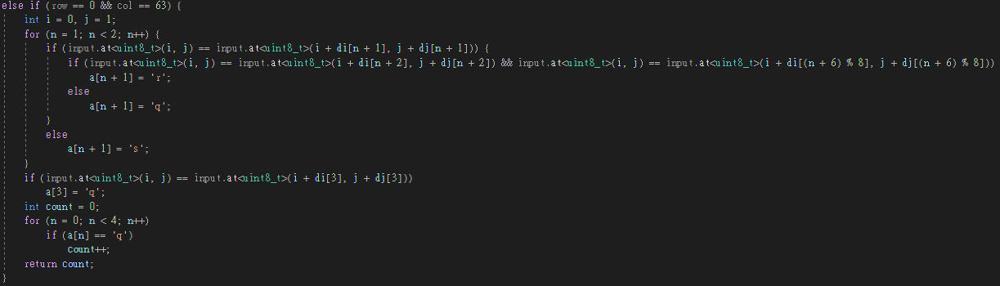 else if (row == 0 && col == 63) {
int i = 0, j = 1;
for (n = 1; n < 2; n++) {
if (input.at<uint8_t>(i, j) == input.at<uint8_t>(i + di[n + 1], j + dj[n + 1])) {
if (input.at<uint8_t>(i, j) == input.at<uint8_t>(i + di[n + 2], j + dj[n + 2]) && input.at<uint8_t>(i, j) == input.at<uint8_t>(i + di[(n + 6) % 8], j + dj[(n + 6) % 8]))
a[n + 1] = 'r';
else
a[n + 1] = 'q';
}
else
a[n + 1] = 's';
}
if (input.at<uint8_t>(i, j) == input.at<uint8_t>(i + di[3], j + dj[3]))
a[3] = 'q';
int count = 0;
for (n = 0; n < 4; n++)
if (a[n] == 'q')
count++;
return count;
}